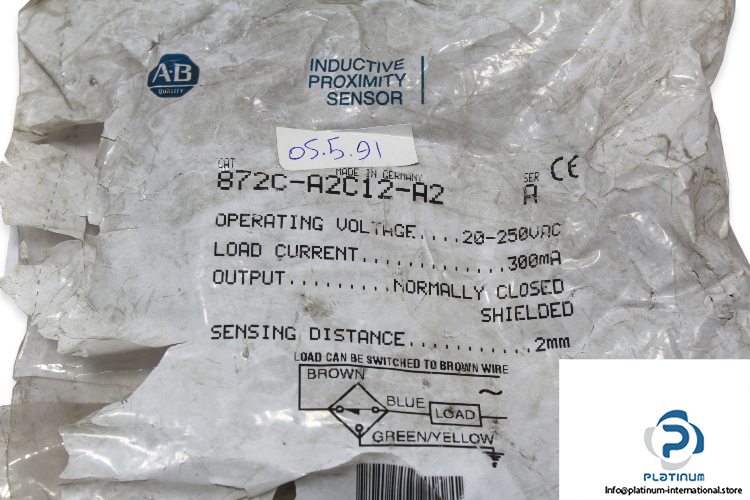 A-B
QUALITY
INDUCTIVE
PROXIMITY
SENSOR
05.5.91
CAT
MADE IN GERMANY
SER
CE
872C-A2C12-A2
A
OPERATING VOLTAGE....20-250VAC
LOAD CURRENT.............300mA
OUTPUT.........NORMALLY CLOSED
SHIELDED
SENSING DISTANCE...........2mm
LOAD CAN BE SWITCHED TO BROWN WIRE
BROWN
~
BLUE
LOAD
GREEN/YELLOW
PLATINUM
INTERNATIONAL
Info@platinum-international.store